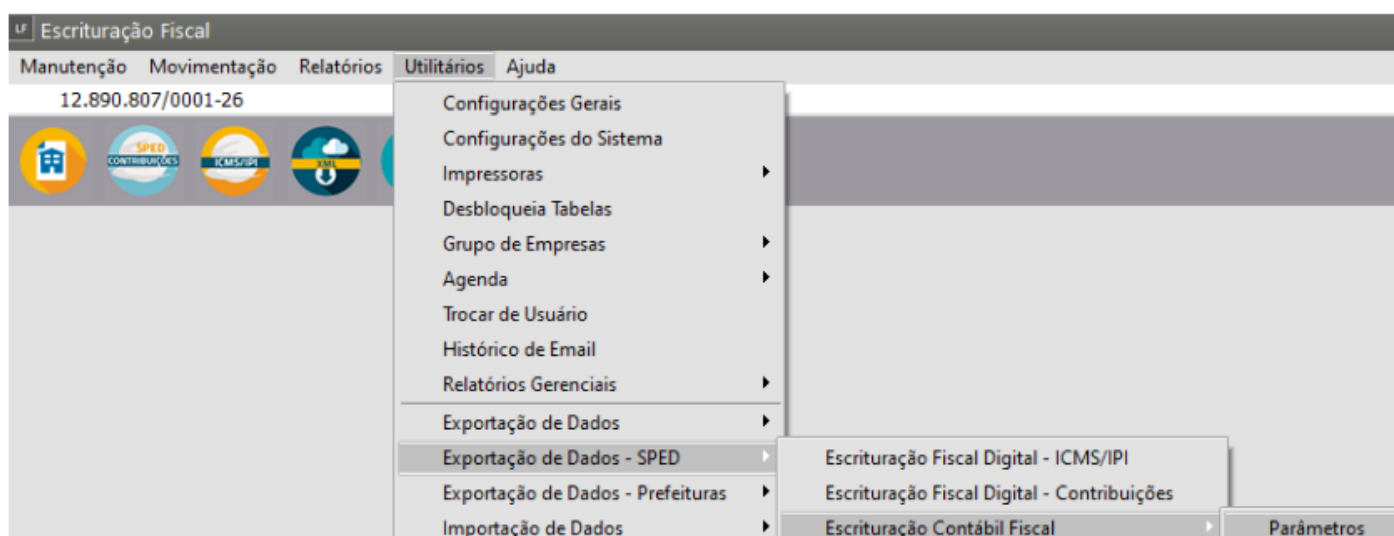 LF Escrituração Fiscal
Manutenção Movimentação Relatórios Utilitários Ajuda
12.890.807/0001-26
SPED
CONTRIBUIÇÕES
ICMS/IPI
XML
Configurações Gerais
Configurações do Sistema
Impressoras
Desbloqueia Tabelas
Grupo de Empresas
Agenda
Trocar de Usuário
Histórico de Email
Relatórios Gerenciais
Exportação de Dados
Exportação de Dados - SPED
Exportação de Dados - Prefeituras
Importação de Dados
Escrituração Fiscal Digital - ICMS/IPI
Escrituração Fiscal Digital - Contribuições
Escrituração Contábil Fiscal
Parâmetros